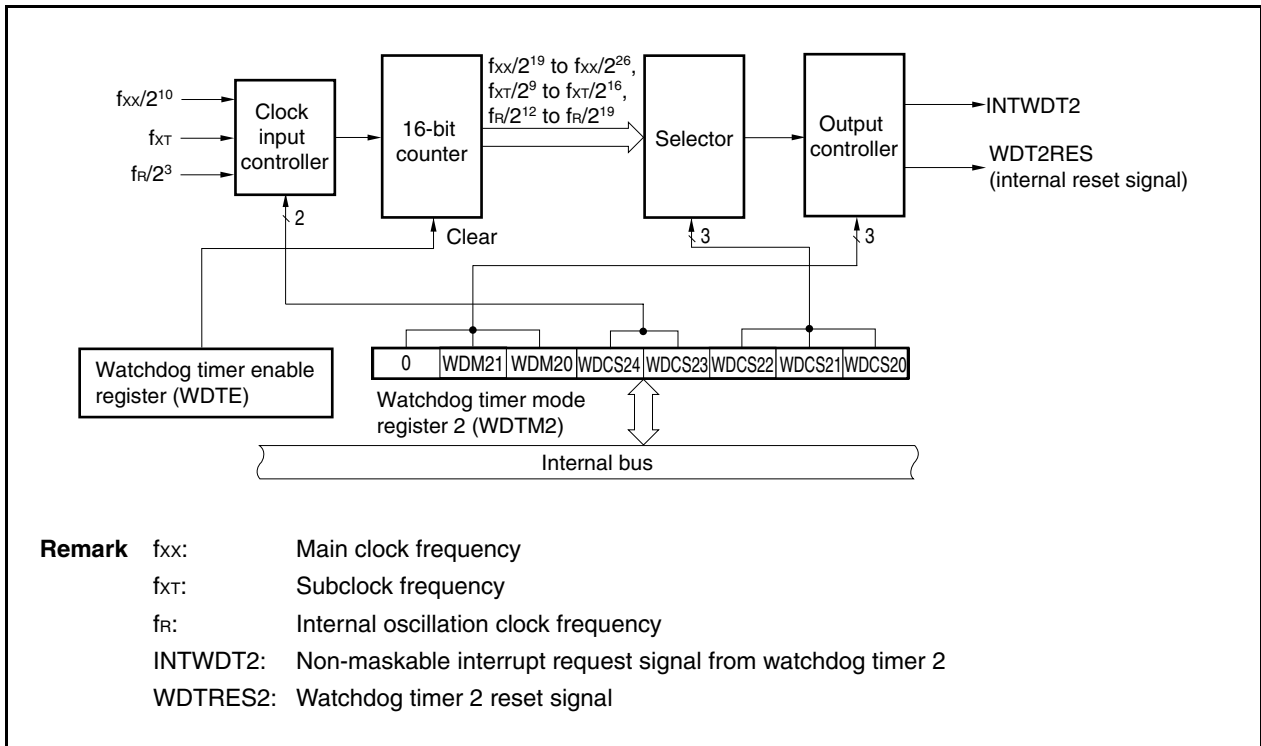 fXX/2^10
fXT
fR/2^3
Clock
input
controller
2
16-bit
counter
Clear
fXX/2^19 to fXX/2^26,
fXT/2^9 to fXT/2^16,
fR/2^12 to fR/2^19
Selector
3
Output
controller
3
INTWDT2
WDT2RES
(internal reset signal)
Watchdog timer enable
register (WDTE)
0 WDM21 WDM20 WDCS24 WDCS23 WDCS22 WDCS21 WDCS20
Watchdog timer mode
register 2 (WDTM2)
Internal bus
Remark fXX: Main clock frequency
fXT: Subclock frequency
fR: Internal oscillation clock frequency
INTWDT2: Non-maskable interrupt request signal from watchdog timer 2
WDTRES2: Watchdog timer 2 reset signal